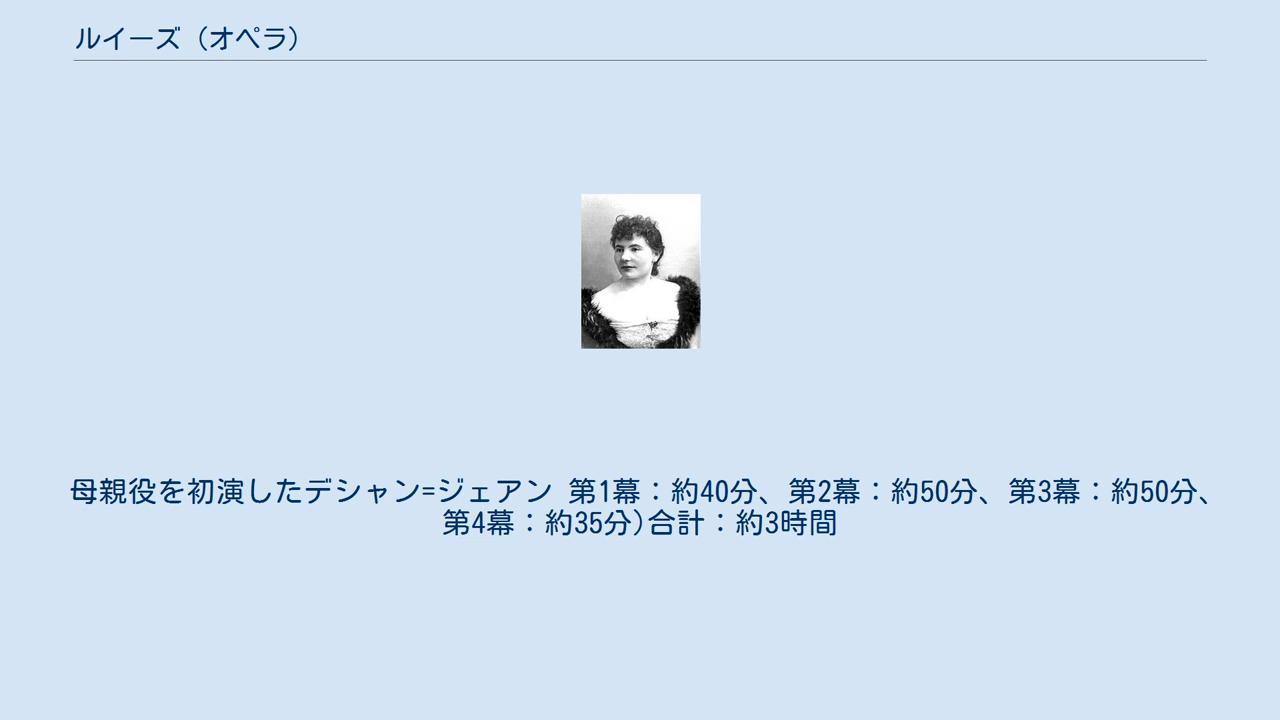 ルイーズ（オペラ）
母親役を初演したデシャン=ジェアン 第1幕：約40分、第2幕：約50分、第3幕：約50分、
第4幕：約35分)合計：約3時間